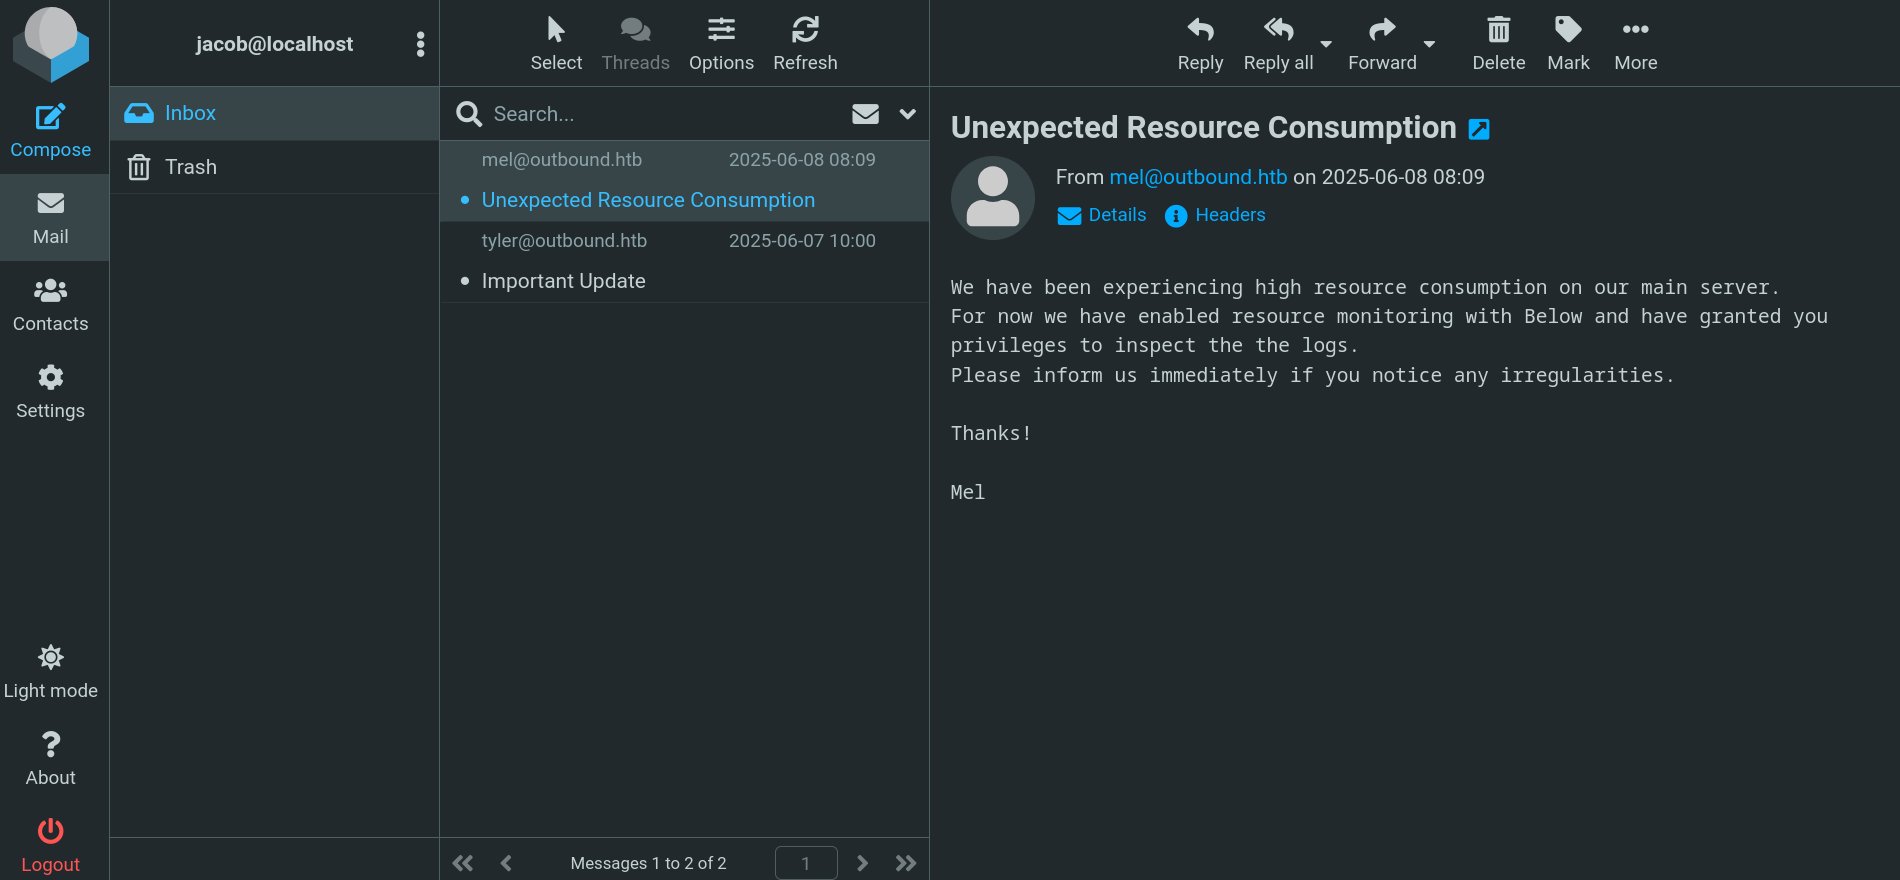 Compose
Mail
Contacts
Settings
Light mode
About
Logout
jacob@localhost
Inbox
Trash
Select
Threads
Options
Refresh
Search...
mel@outbound.htb 2025-06-08 08:09
Unexpected Resource Consumption
tyler@outbound.htb 2025-06-07 10:00
Important Update
Messages 1 to 2 of 2
1
Reply
Reply all
Forward
Delete
Mark
More
Unexpected Resource Consumption
From mel@outbound.htb on 2025-06-08 08:09
Details Headers
We have been experiencing high resource consumption on our main server.
For now we have enabled resource monitoring with Below and have granted you
privileges to inspect the the logs.
Please inform us immediately if you notice any irregularities.
Thanks!
Mel